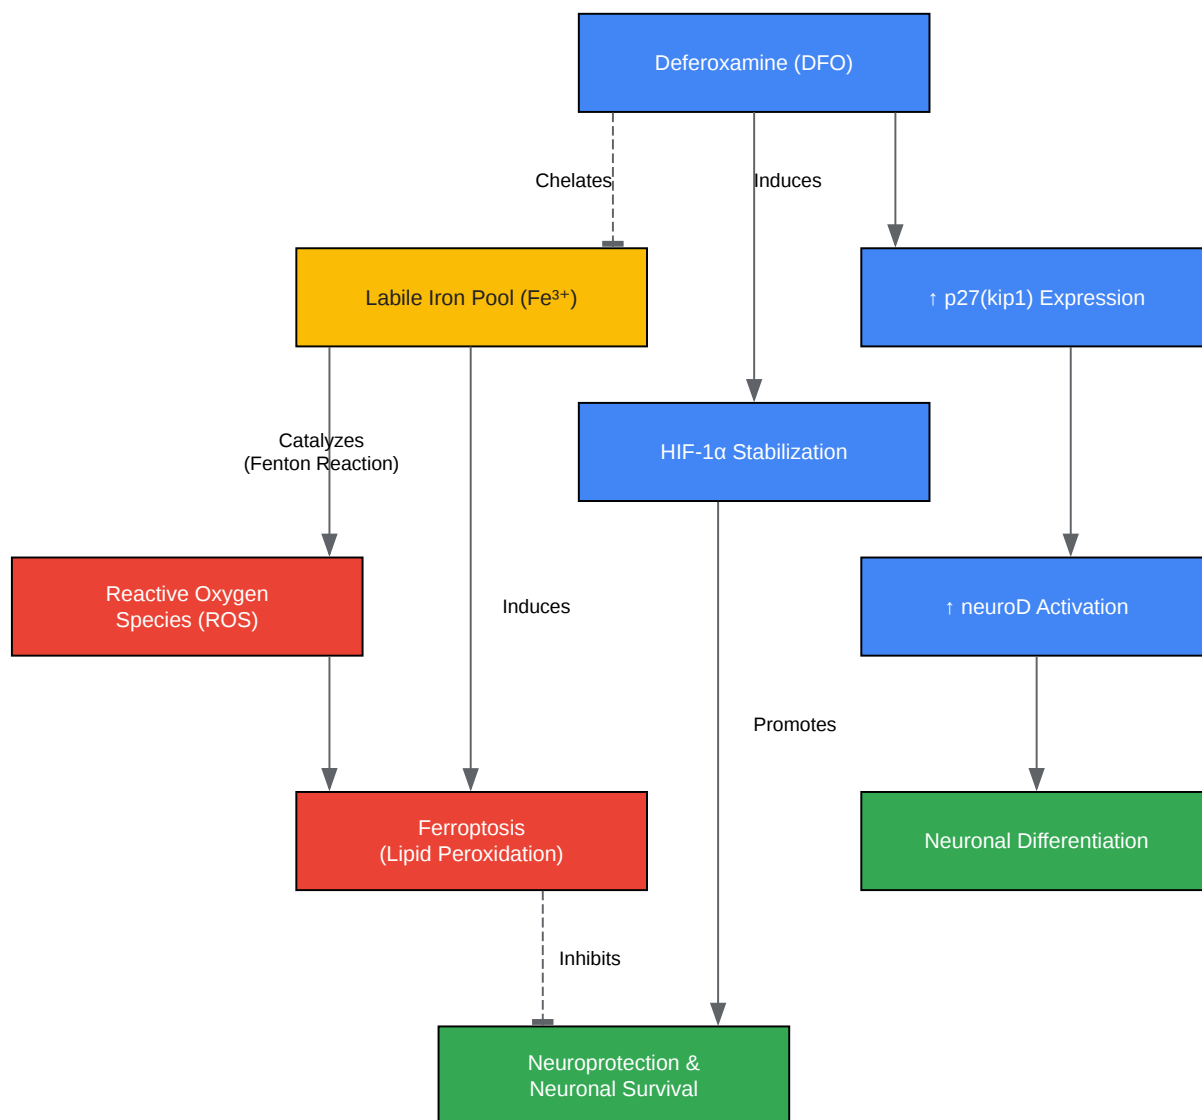 Deferoxamine (DFO)
Chelates
Induces
Labile Iron Pool (Fe³⁺)
↑ p27(kip1) Expression
Catalyzes
(Fenton Reaction)
HIF-1α Stabilization
Reactive Oxygen
Species (ROS)
Induces
↑ neuroD Activation
Promotes
Ferroptosis
(Lipid Peroxidation)
Neuronal Differentiation
Inhibits
Neuroprotection &
Neuronal Survival